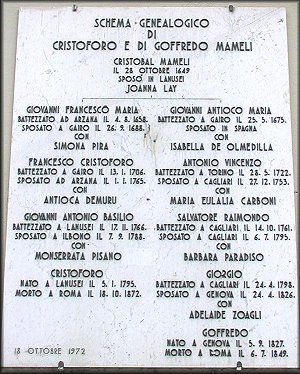 SCHEMA GENEALOGICO
DI
CRISTOFORO E DI GOFFREDO MAMELI
CRISTOBAL MAMELI
IL 28 OTTOBRE 1649
SPOSÒ IN LANUSEI
JOANNA LAY
GIOVANNI FRANCESCO MARIA
BATTEZZATO AD ARZANA IL 4.8.1658.
SPOSATO A GAIRO IL 26.9.1688.
CON
SIMONA PIRA
FRANCESCO CRISTOFORO
BATTEZZATO A GAIRO IL 13.1.1706.
SPOSATO AD ARZANA IL 1.1.1765.
CON
ANTIOCA DEMURU
GIOVANNI ANTONIO BASILIO
BATTEZZATO A LANUSEI IL 17.11.1766.
SPOSATO A ILBONO IL 7.9.1788.
CON
MONSERRATA PISANO
CRISTOFORO
NATO A LANUSEI IL 5.1.1795.
MORTO A ROMA IL 18.10.1872.
GIOVANNI ANTIOCO MARIA
BATTEZZATO A GAIRO IL 25.5.1675.
SPOSATO IN SPAGNA
CON
ISABELLA DE OLMEDILLA
ANTONIO VINCENZO
BATTEZZATO A TORINO IL 28.5.1722.
SPOSATO A CAGLIARI IL 27.12.1753.
CON
MARIA EULALIA CARBONI
SALVATORE RAIMONDO
BATTEZZATO A CAGLIARI IL 14.10.1761.
SPOSATO A CAGLIARI IL 6.7.1795.
CON
BARBARA PARADISO
GIORGIO
BATTEZZATO A CAGLIARI IL 24.4.1798.
SPOSATO A GENOVA IL 24.4.1826.
CON
ADELAIDE ZOAGLI
GOFFREDO
NATO A GENOVA IL 5.9.1827.
MORTO A ROMA IL 6.7.1849.
18 OTTOBRE 1972